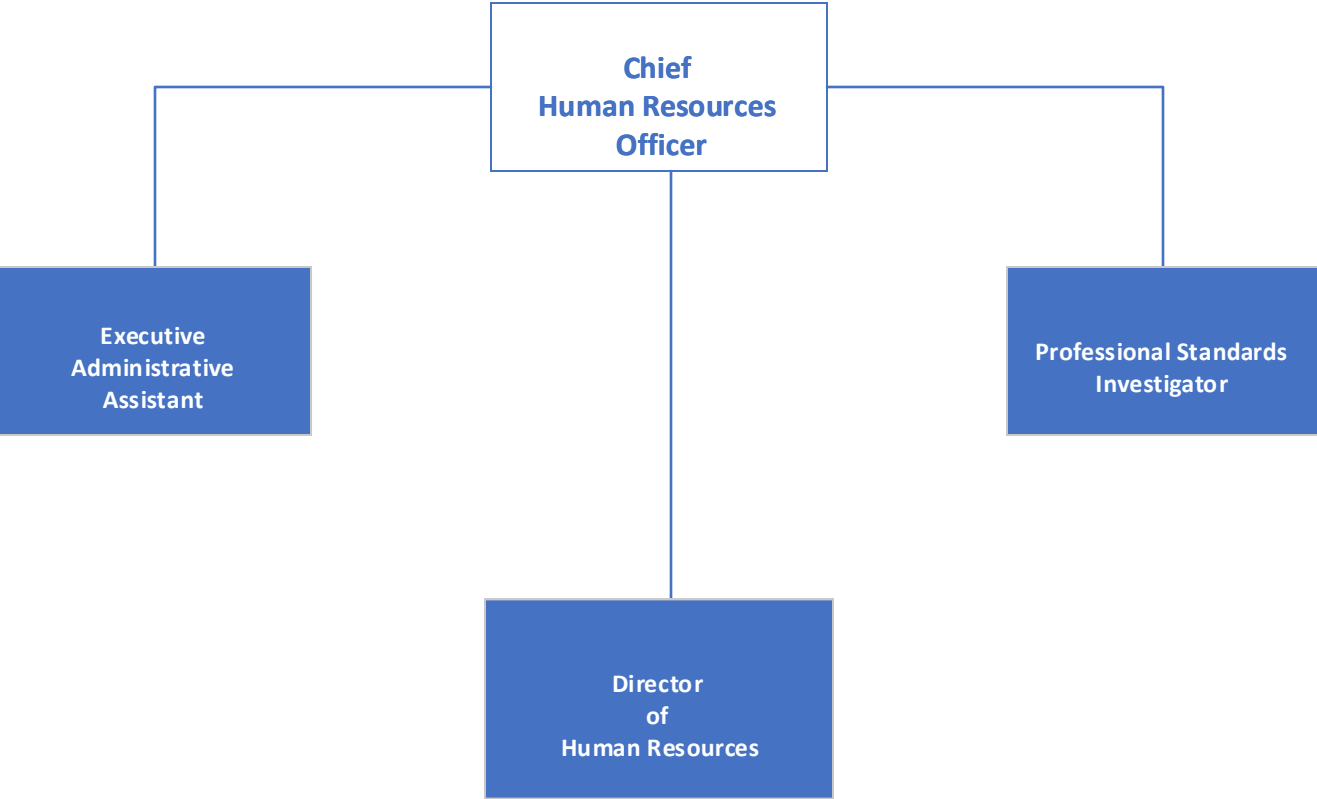 Chief
Human Resources
Officer
Executive
Administrative
Assistant
Professional Standards
Investigator
Director
of
Human Resources